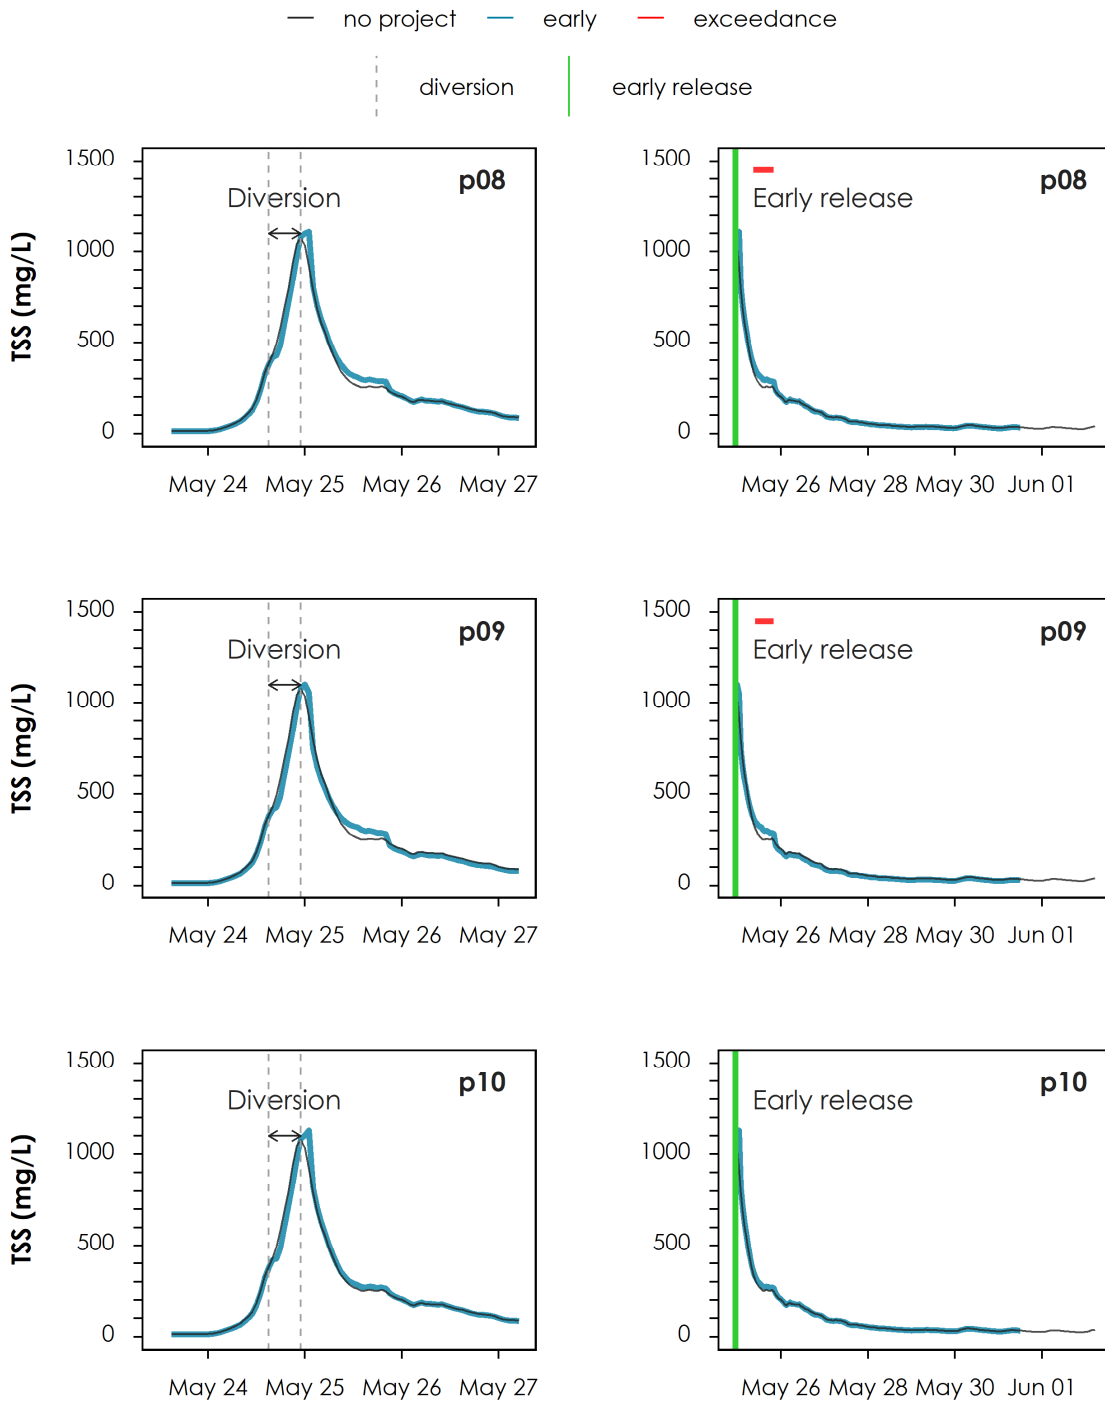 no project early exceedance
diversion early release
TSS (mg/L)
1500
1000
500
0
Diversion
p08
May 24 May 25 May 26 May 27
1500
1000
500
0
Early release
p08
May 26 May 28 May 30 Jun 01
TSS (mg/L)
1500
1000
500
0
Diversion
p09
May 24 May 25 May 26 May 27
1500
1000
500
0
Early release
p09
May 26 May 28 May 30 Jun 01
TSS (mg/L)
1500
1000
500
0
Diversion
p10
May 24 May 25 May 26 May 27
1500
1000
500
0
Early release
p10
May 26 May 28 May 30 Jun 01